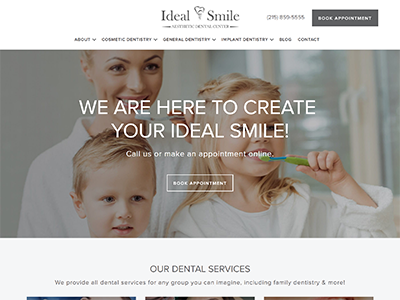 Ideal Smile
AESTHETIC DENTAL CENTER
(215) 839-5555
BOOK APPOINTMENT
ABOUT COSMETIC DENTISTRY GENERAL DENTISTRY IMPLANT DENTISTRY BLOG CONTACT
WE ARE HERE TO CREATE
YOUR IDEAL SMILE!
Call us or make an appointment online.
BOOK APPOINTMENT
OUR DENTAL SERVICES
We provide all dental services for any group you can imagine, including family dentistry & more!